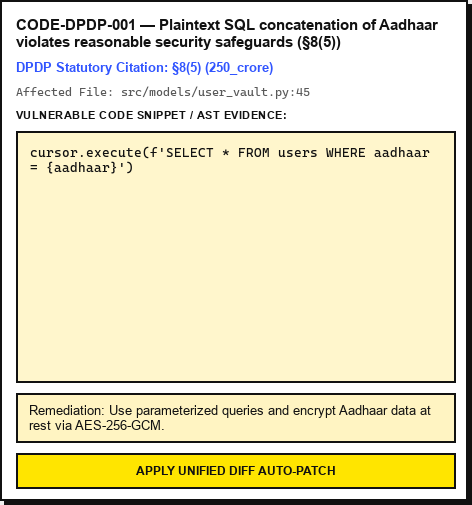 CODE-DPDP-001 — Plaintext SQL concatenation of Aadhaar
violates reasonable security safeguards (§8(5))
DPDP Statutory Citation: §8(5) (250_crore)
Affected File: src/models/user_vault.py:45
VULNERABLE CODE SNIPPET / AST EVIDENCE:
cursor.execute(f'SELECT * FROM users WHERE aadhaar
= {aadhaar}')
Remediation: Use parameterized queries and encrypt Aadhaar data at
rest via AES-256-GCM.
APPLY UNIFIED DIFF AUTO-PATCH